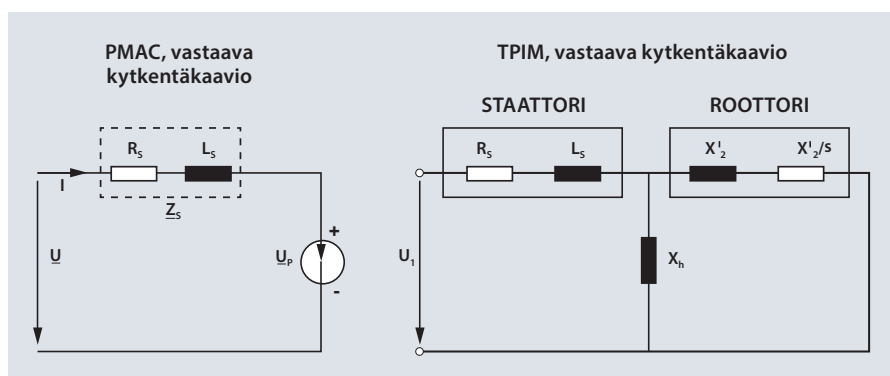 PMAC, vastaava
kytkentäkaavio
R_S L_S
I
Z_S
U
U_P
+
-
TPIM, vastaava kytkentäkaavio
STAATTORI ROOTTORI
R_S L_S X'_2 X'_2/s
U_1
X_h